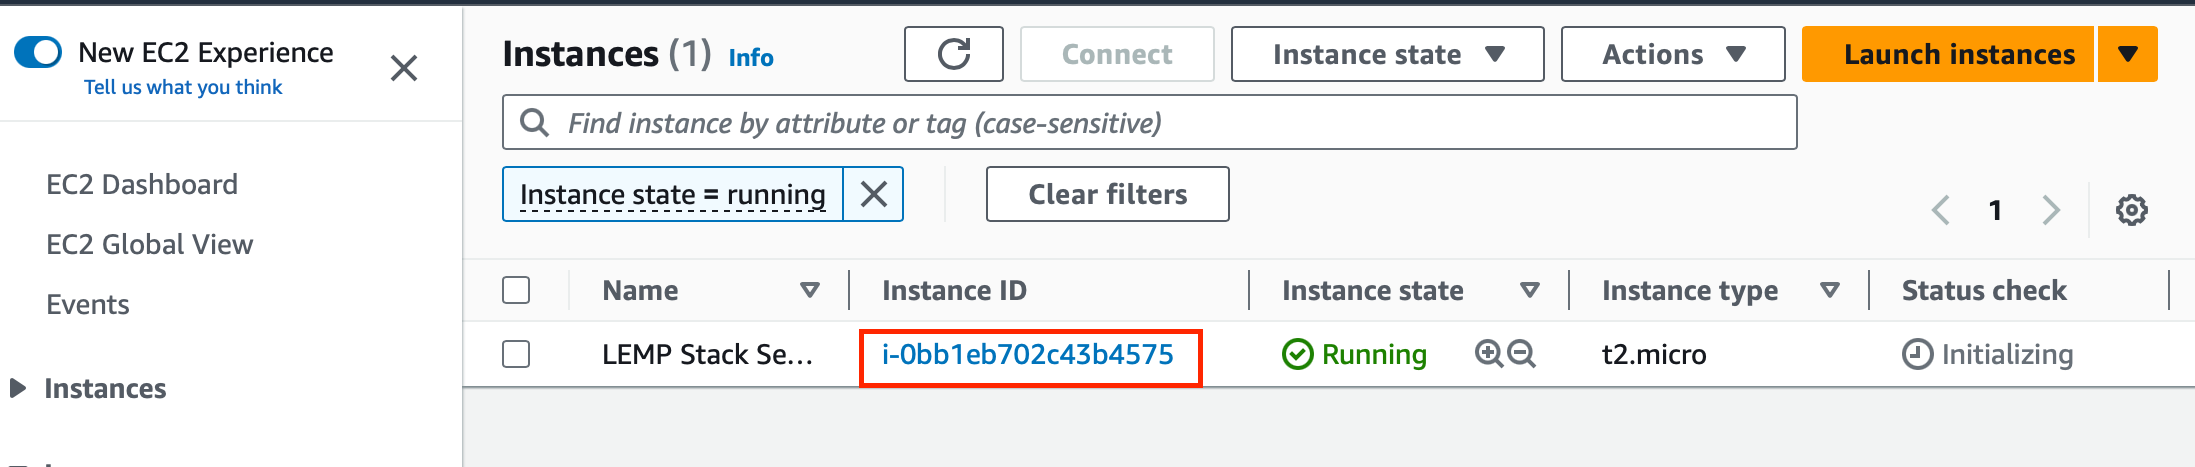 New EC2 Experience
Tell us what you think
EC2 Dashboard
EC2 Global View
Events
Instances
Instances (1) Info
Connect
Instance state
Actions
Launch instances
Find instance by attribute or tag (case-sensitive)
Instance state = running
Clear filters
1
Name Instance ID Instance state Instance type Status check
LEMP Stack Se... i-0bb1eb702c43b4575 Running t2.micro Initializing